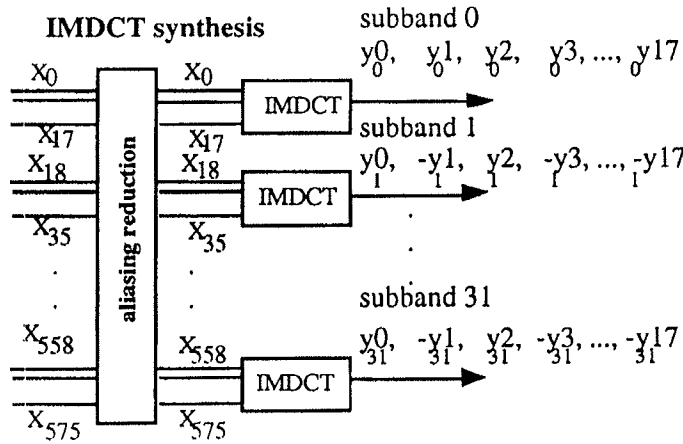 IMDCT synthesis
subband 0
y0, y1, y2, y3, ..., y17
0 0 0 0 0
X0 X0
IMDCT
X17 X17
subband 1
X18 X18
y0, -y1, y2, -y3, ..., -y17
1 1 1 1 1
IMDCT
X35 X35
aliasing reduction
subband 31
X558 X558
y0, -y1, y2, -y3, ..., -y17
31 31 31 31 31
IMDCT
X575 X575